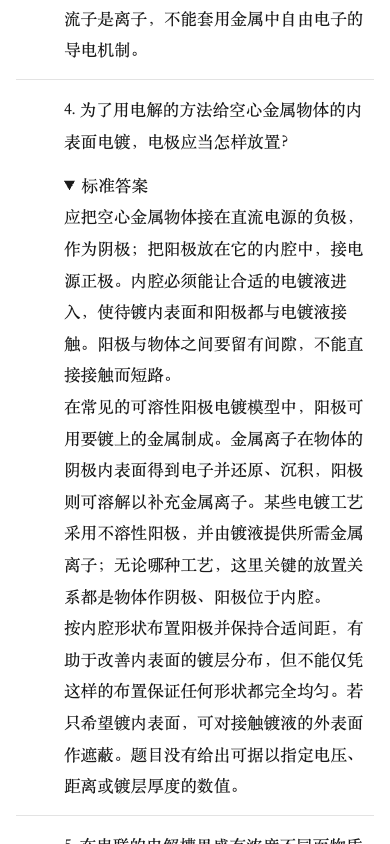 流子是离子，不能套用金属中自由电子的
导电机制。
4. 为了用电解的方法给空心金属物体的内
表面电镀，电极应当怎样放置？
▼ 标准答案
应把空心金属物体接在直流电源的负极，
作为阴极；把阳极放在它的内腔中，接电
源正极。内腔必须能让合适的电镀液进
入，使待镀内表面和阳极都与电镀液接
触。阳极与物体之间要留有间隙，不能直
接接触而短路。
在常见的可溶性阳极电镀模型中，阳极可
用要镀上的金属制成。金属离子在物体的
阴极内表面得到电子并还原、沉积，阳极
则可溶解以补充金属离子。某些电镀工艺
采用不溶性阳极，并由镀液提供所需金属
离子；无论哪种工艺，这里关键的放置关
系都是物体作阴极、阳极位于内腔。
按内腔形状布置阳极并保持合适间距，有
助于改善内表面的镀层分布，但不能仅凭
这样的布置保证任何形状都完全均匀。若
只希望镀内表面，可对接触镀液的外表面
作遮蔽。题目没有给出可据以指定电压、
距离或镀层厚度的数值。
5. 在串联的电解槽里盛有浓度不同而物质